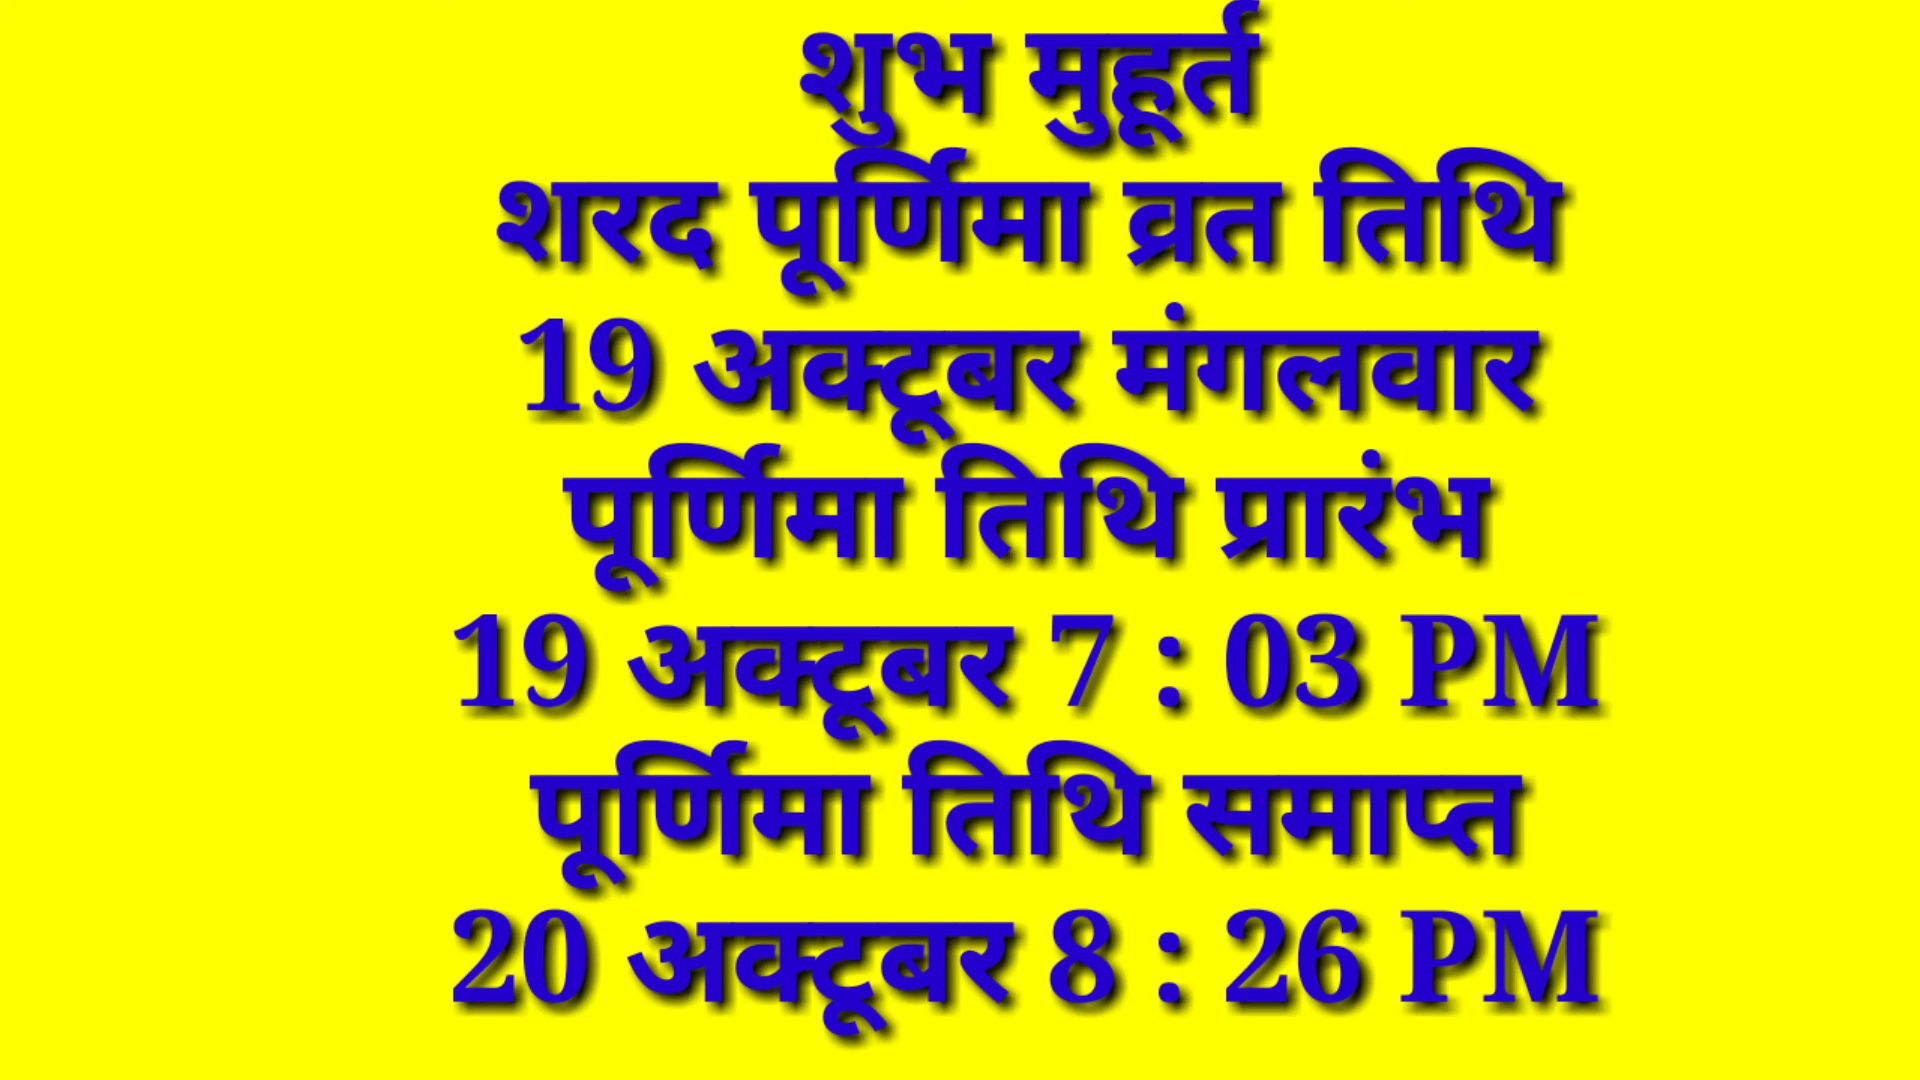 शुभ मुहूर्त
शरद पूर्णिमा व्रत तिथि
19 अक्टूबर मंगलवार
पूर्णिमा तिथि प्रारंभ
19 अक्टूबर 7 : 03 PM
पूर्णिमा तिथि समाप्त
20 अक्टूबर 8 : 26 PM